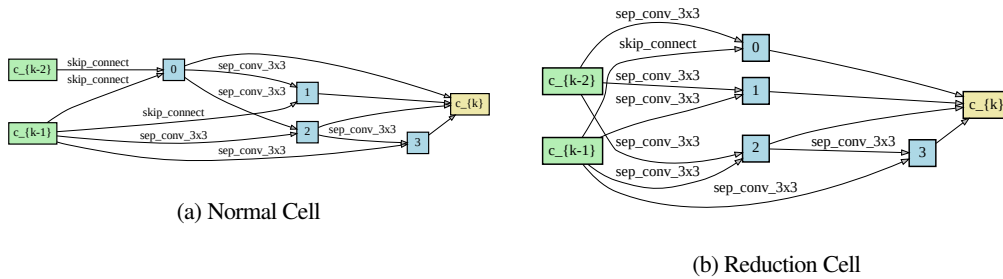 skip_connect
c_{k-2}
0
skip_connect
sep_conv_3x3
sep_conv_3x3
1
c_{k}
skip_connect
c_{k-1}
sep_conv_3x3
2
sep_conv_3x3
3
sep_conv_3x3
(a) Normal Cell
sep_conv_3x3
skip_connect
0
c_{k-2}
sep_conv_3x3
1
sep_conv_3x3
c_{k}
c_{k-1}
sep_conv_3x3
2
sep_conv_3x3
3
sep_conv_3x3
sep_conv_3x3
(b) Reduction Cell